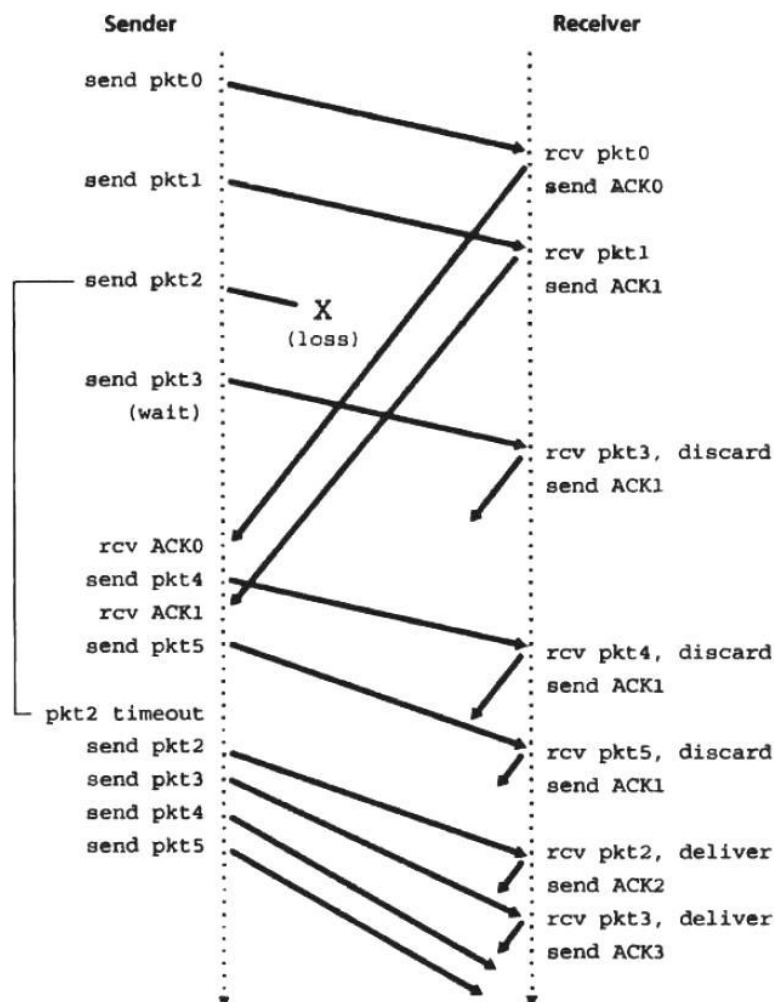 Sender
Receiver
send pkt0
rcv pkt0
send ACK0
send pkt1
rcv pkt1
send ACK1
send pkt2
X
(loss)
send pkt3
(wait)
rcv pkt3, discard
send ACK1
rcv ACK0
send pkt4
rcv ACK1
send pkt5
rcv pkt4, discard
send ACK1
pkt2 timeout
send pkt2
send pkt3
send pkt4
send pkt5
rcv pkt5, discard
send ACK1
rcv pkt2, deliver
send ACK2
rcv pkt3, deliver
send ACK3